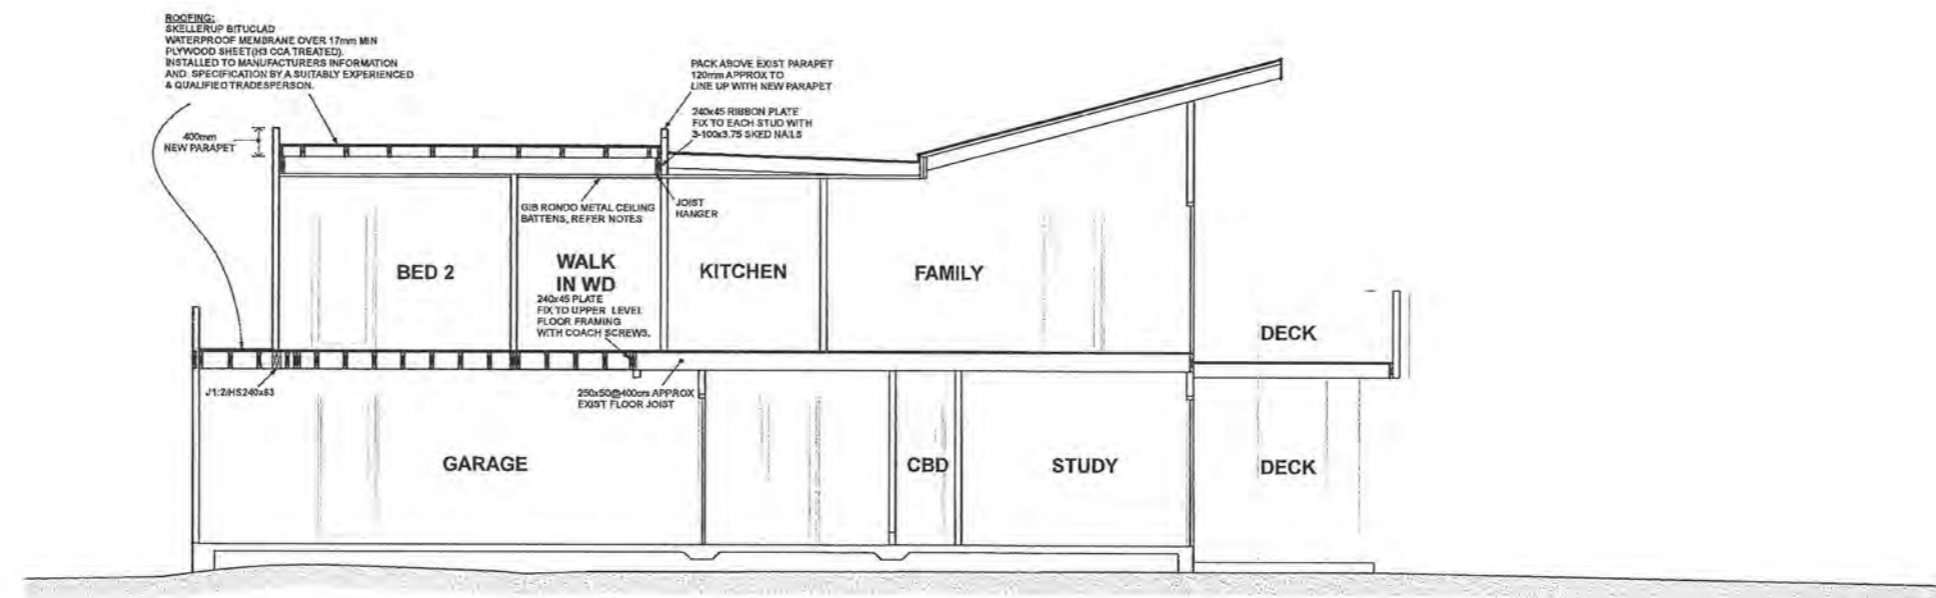 ROOFING:
SKELLERUP BITUCLAD
WATERPROOF MEMBRANE OVER 17mm MIN
PLYWOOD SHEET(H3 CCA TREATED).
INSTALLED TO MANUFACTURERS INFORMATION
AND SPECIFICATION BY A SUITABLY EXPERIENCED
& QUALIFIED TRADESPERSON.
400mm
NEW PARAPET
PACK ABOVE EXIST PARAPET
120mm APPROX TO
LINE UP WITH NEW PARAPET
240x45 RIBBON PLATE
FIX TO EACH STUD WITH
3-100x3.75 SKED NAILS
GIB RONDO METAL CEILING
BATTENS, REFER NOTES
JOIST
HANGER
BED 2
WALK
IN WD
KITCHEN
FAMILY
240x45 PLATE
FIX TO UPPER LEVEL
FLOOR FRAMING
WITH COACH SCREWS.
DECK
J1:2/HS240x63
250x50@400crs APPROX
EXIST FLOOR JOIST
GARAGE
CBD
STUDY
DECK